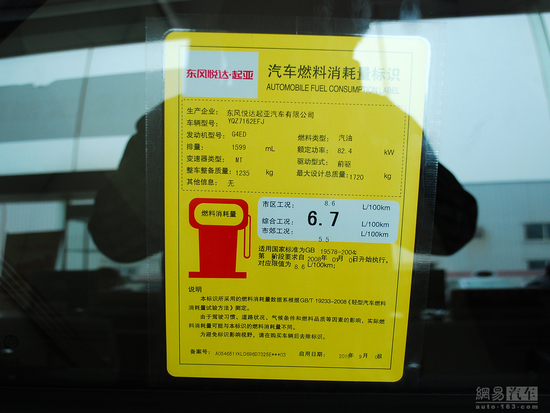 东风悦达·起亚
汽车燃料消耗量标识
AUTOMOBILE FUEL CONSUMPTION LABEL
生产企业: 东风悦达起亚汽车有限公司
车辆型号: YQZ7162EFJ
发动机型号: G4ED 燃料类型: 汽油
排量: 1599 mL 额定功率: 82.4 kW
变速器类型: MT 驱动型式: 前驱
整车整备质量: 1235 kg 最大设计总质量: 1720 kg
其他信息: 无
燃料消耗量
市区工况: 8.6 L/100km
综合工况: 6.7 L/100km
市郊工况: 5.5 L/100km
适用国家标准为GB 19578-2004;
第 阶段要求自 2008年 01月 0 日开始执行,
对应限值为 8.6 L/100km;
说明
本标识所采用的燃料消耗量数据系根据GB/T 19233-2008《轻型汽车燃料
消耗量试验方法》测定。
由于驾驶习惯、道路状况、气候条件和燃料品质等因素的影响，实际燃
料消耗量可能与本标识的燃料消耗量不同。
为避免标识影响视野，请在购买车辆后去除标识。
备案号: 启用日期: 月 日
網易汽车
auto.163.com